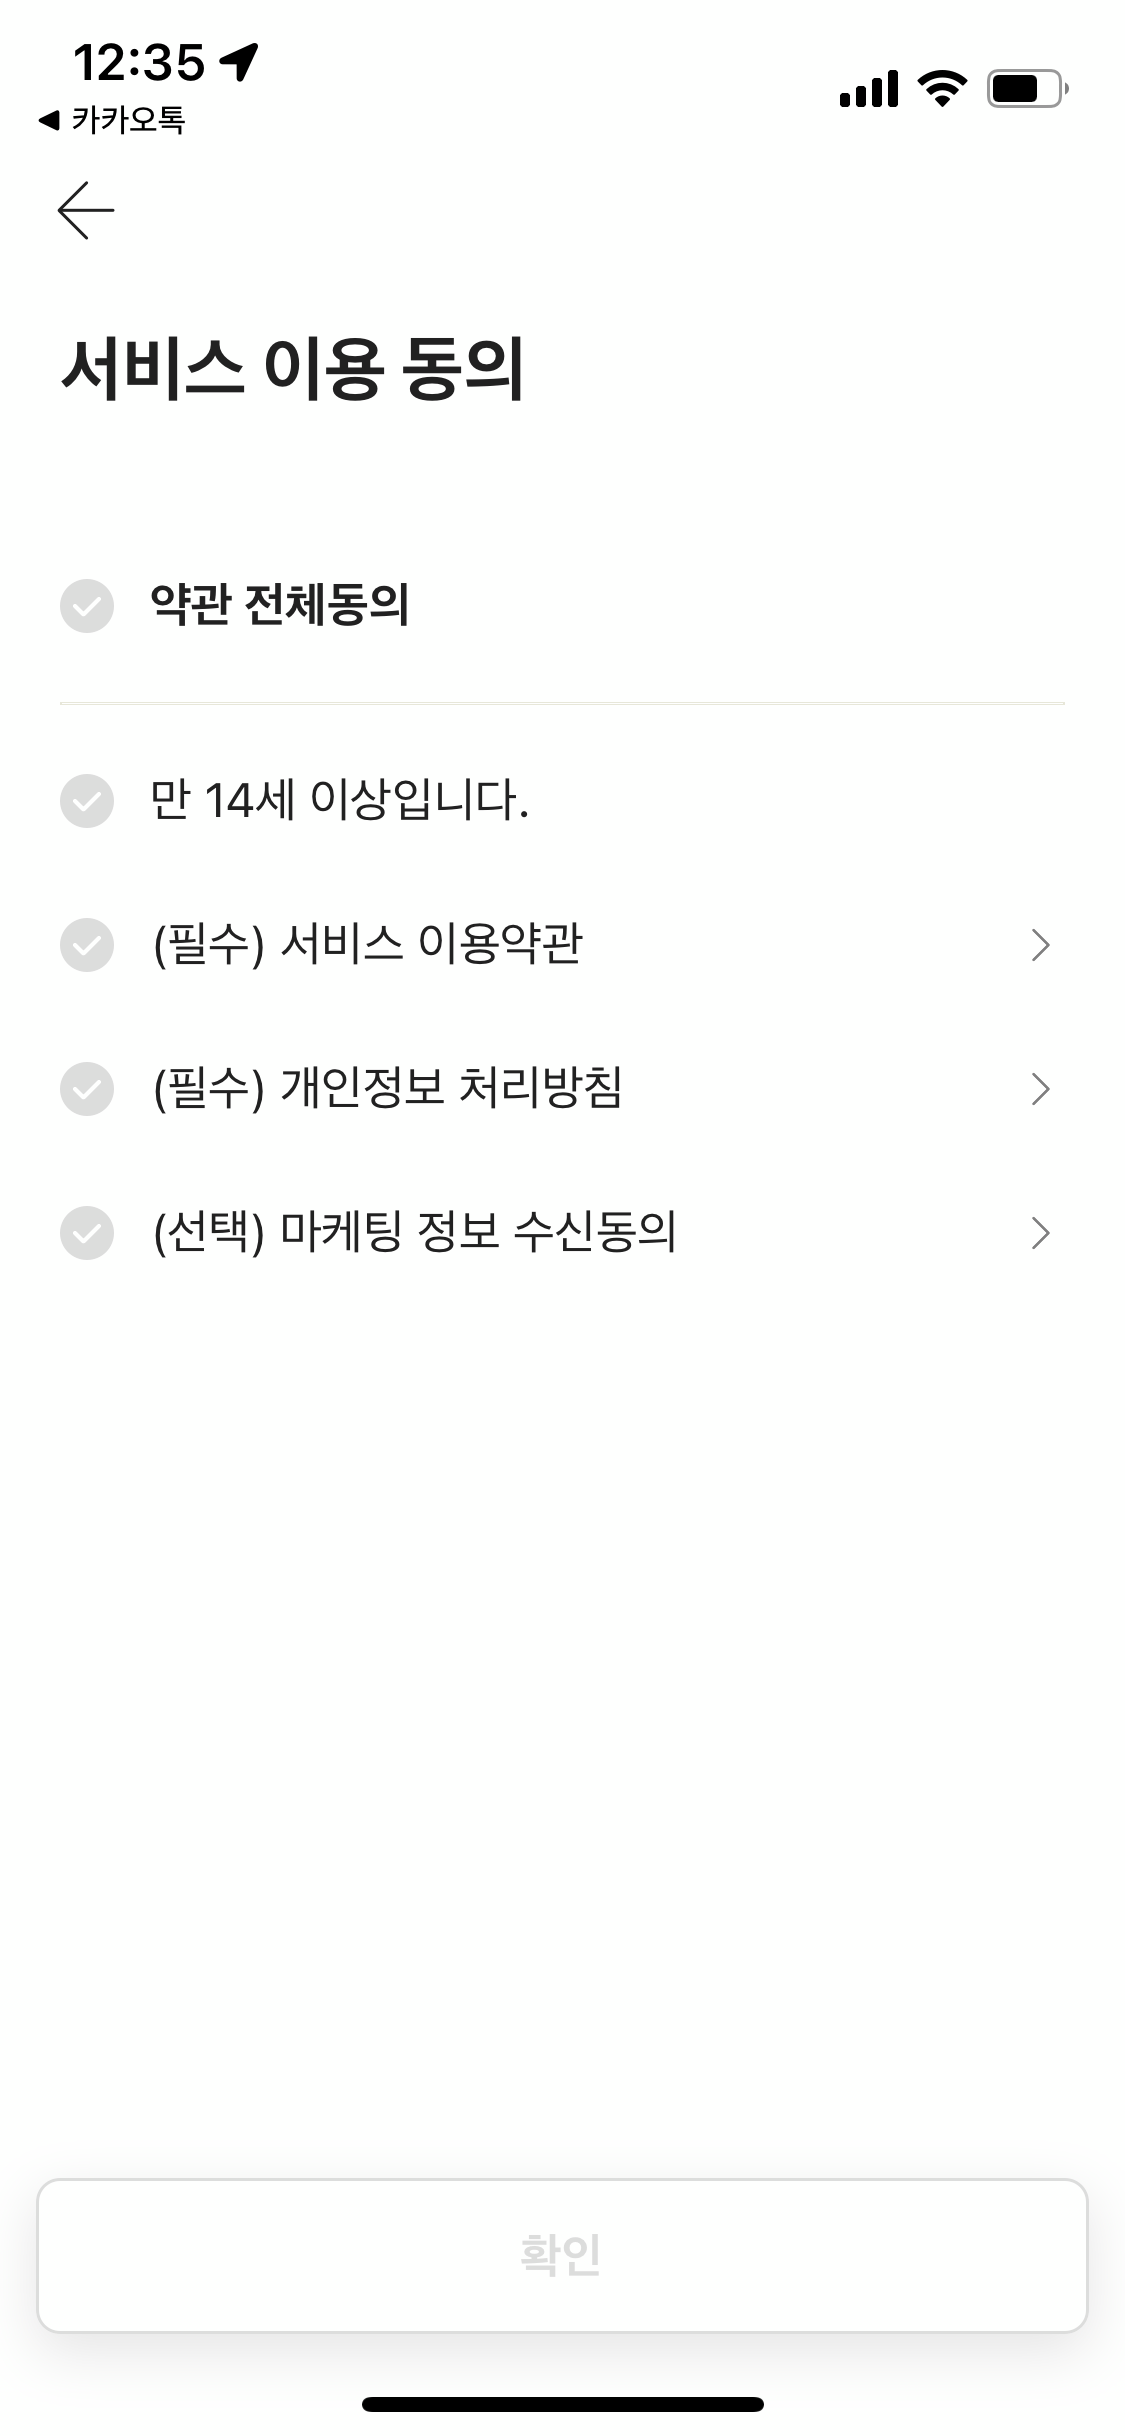 12:35
카카오톡
서비스 이용 동의
약관 전체동의
만 14세 이상입니다.
(필수) 서비스 이용약관
(필수) 개인정보 처리방침
(선택) 마케팅 정보 수신동의
확인